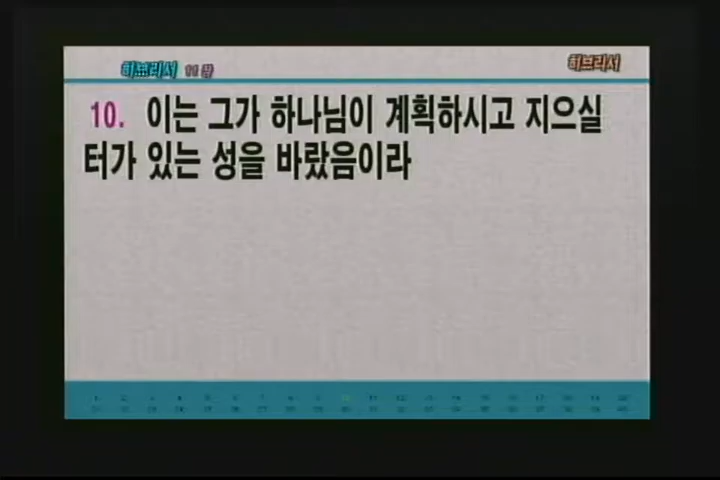 히브리서 11 장
히브리서
10. 이는 그가 하나님이 계획하시고 지으실
터가 있는 성을 바랐음이라